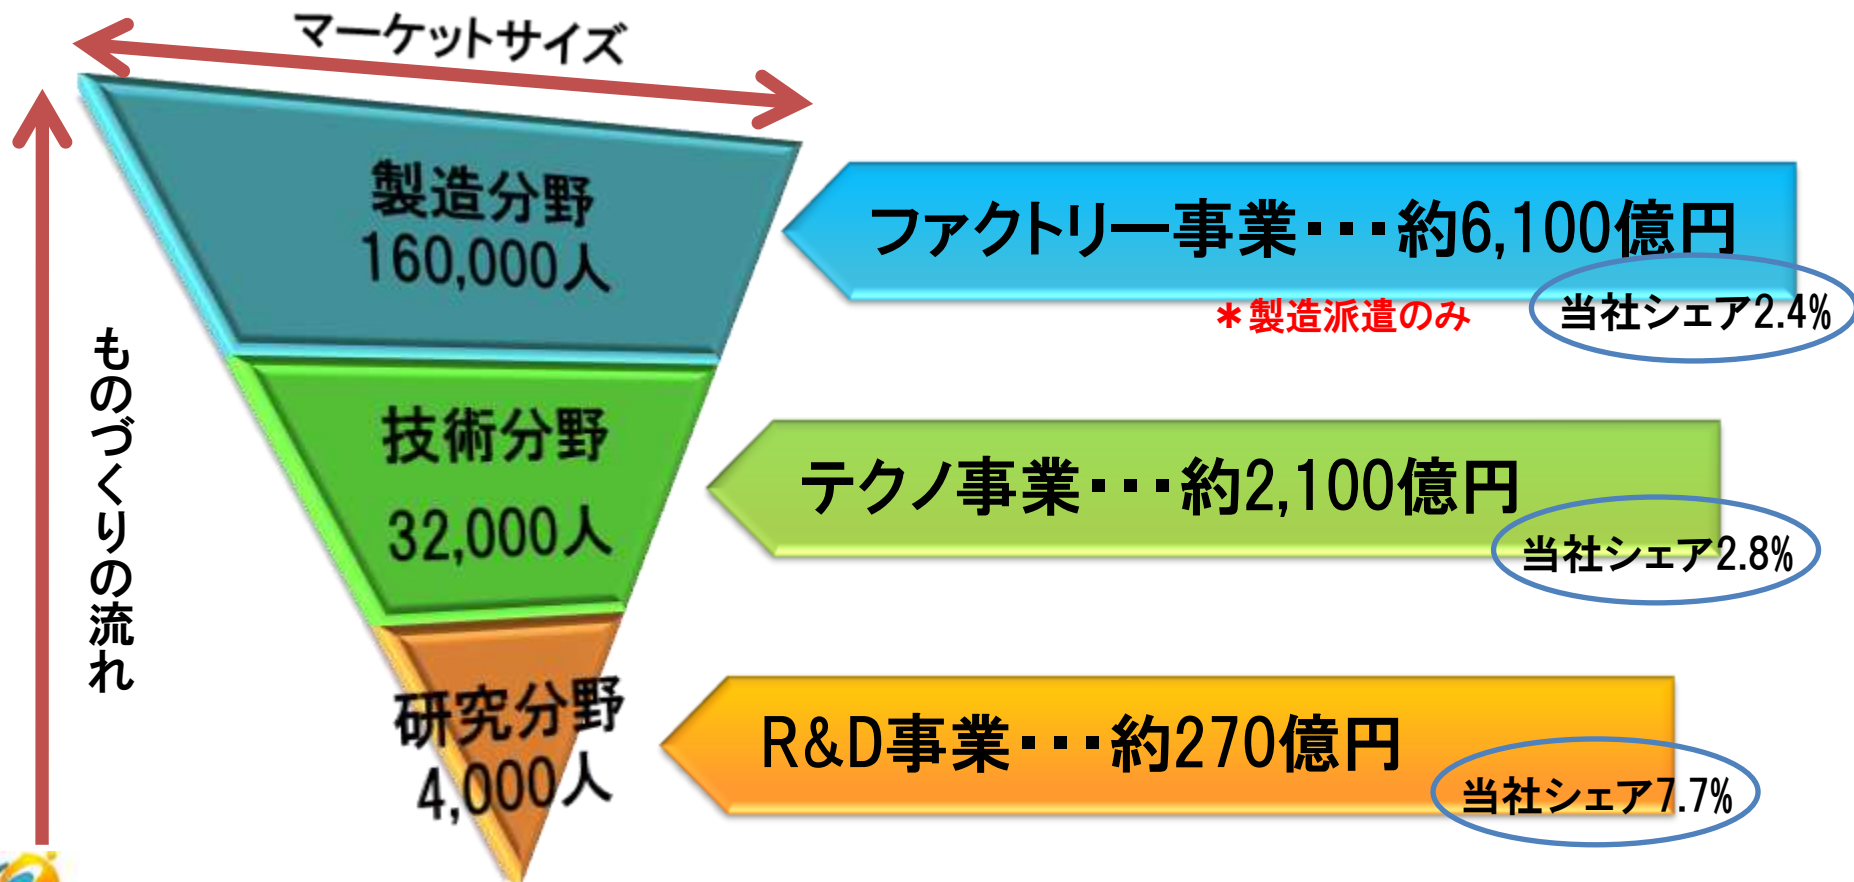 マーケットサイズ
ものづくりの流れ
製造分野
160,000人
ファクトリー事業・・・約6,100億円
＊製造派遣のみ
当社シェア2.4%
技術分野
32,000人
テクノ事業・・・約2,100億円
当社シェア2.8%
研究分野
4,000人
R&D事業・・・約270億円
当社シェア7.7%